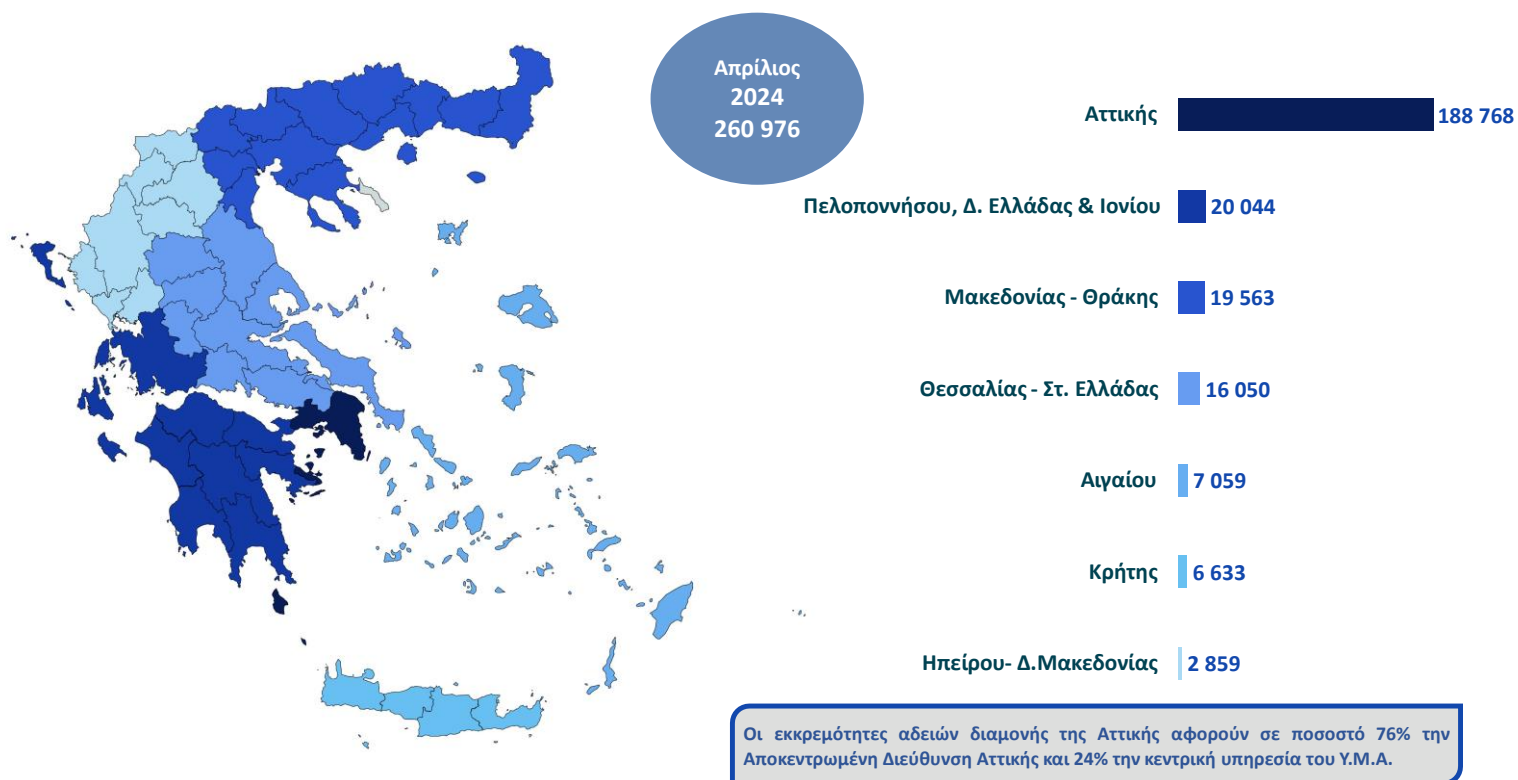 Απρίλιος
2024
260 976
Αττικής 188 768
Πελοποννήσου, Δ. Ελλάδας & Ιονίου 20 044
Μακεδονίας - Θράκης 19 563
Θεσσαλίας - Στ. Ελλάδας 16 050
Αιγαίου 7 059
Κρήτης 6 633
Ηπείρου- Δ.Μακεδονίας 2 859
Οι εκκρεμότητες αδειών διαμονής της Αττικής αφορούν σε ποσοστό 76% την
Αποκεντρωμένη Διεύθυνση Αττικής και 24% την κεντρική υπηρεσία του Υ.Μ.Α.